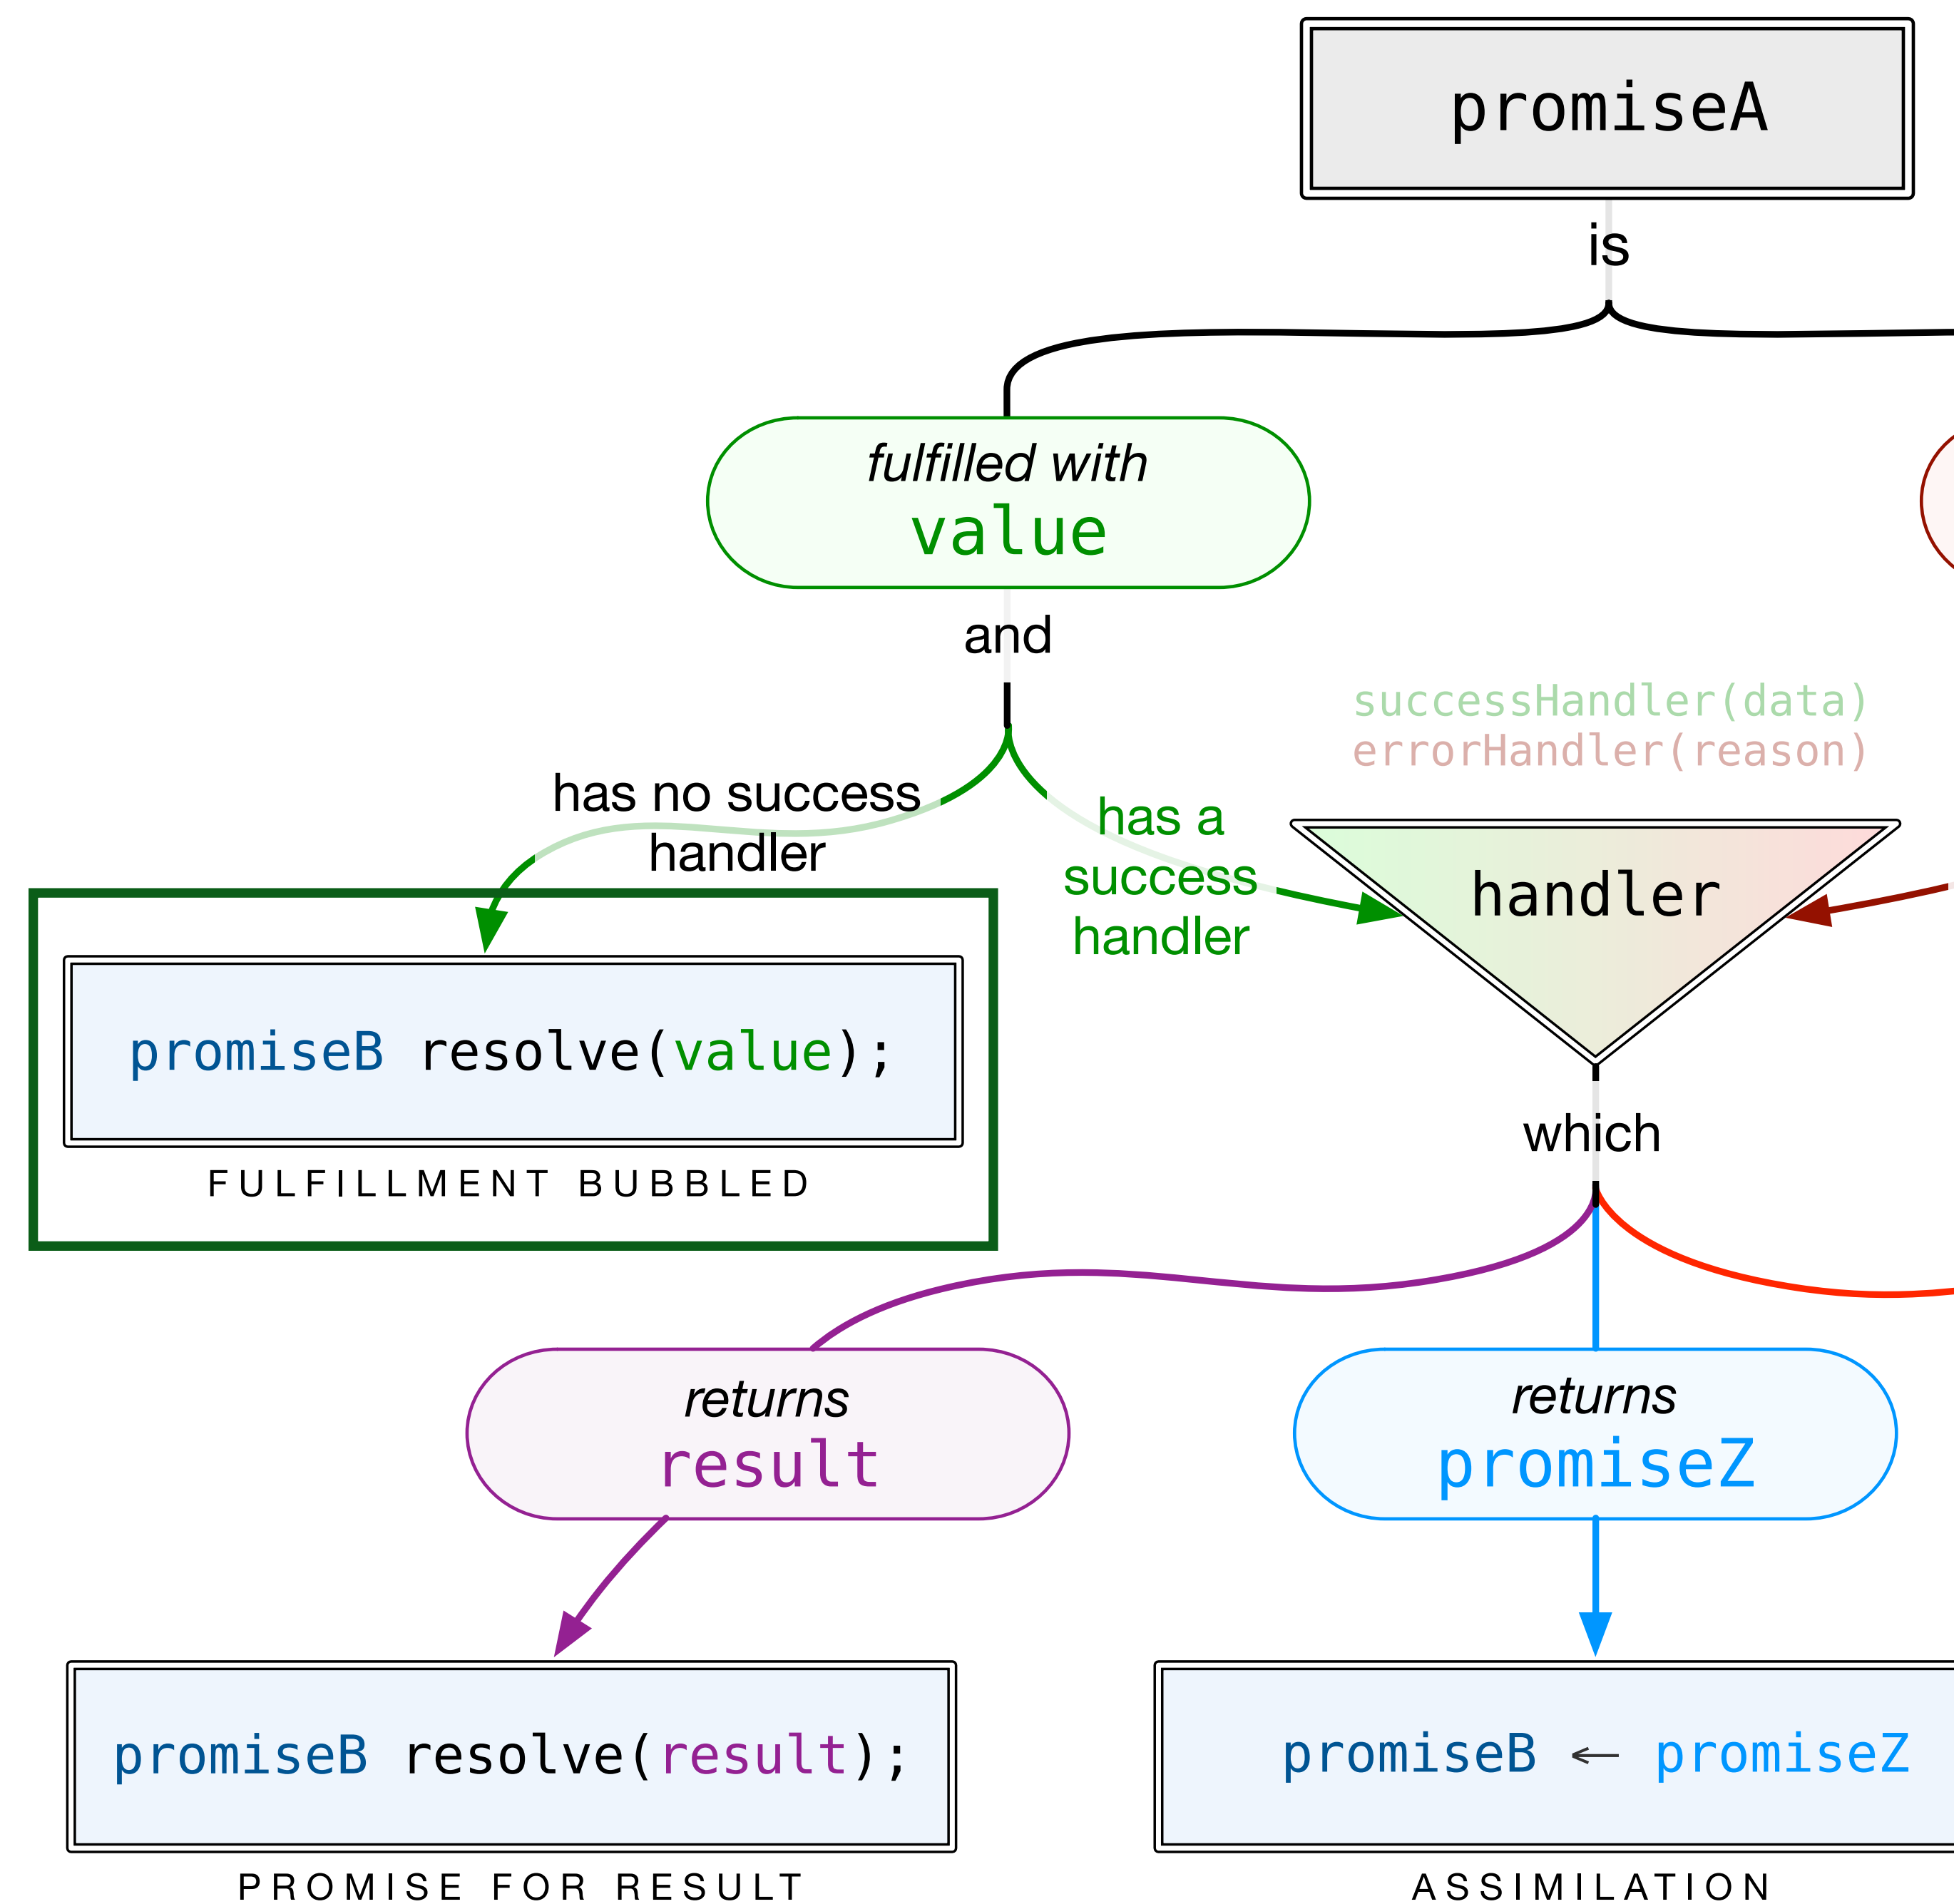 promiseA
is
fulfilled with
value
and
successHandler(data)
errorHandler(reason)
has no success
handler
has a
success
handler
handler
promiseB resolve(value);
FULFILLMENT BUBBLED
which
returns
result
returns
promiseZ
promiseB resolve(result);
PROMISE FOR RESULT
promiseB ← promiseZ
ASSIMILATION